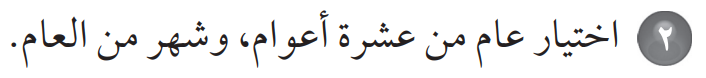 ٢ اختيار عام من عشرة أعوام، وشهر من العام.